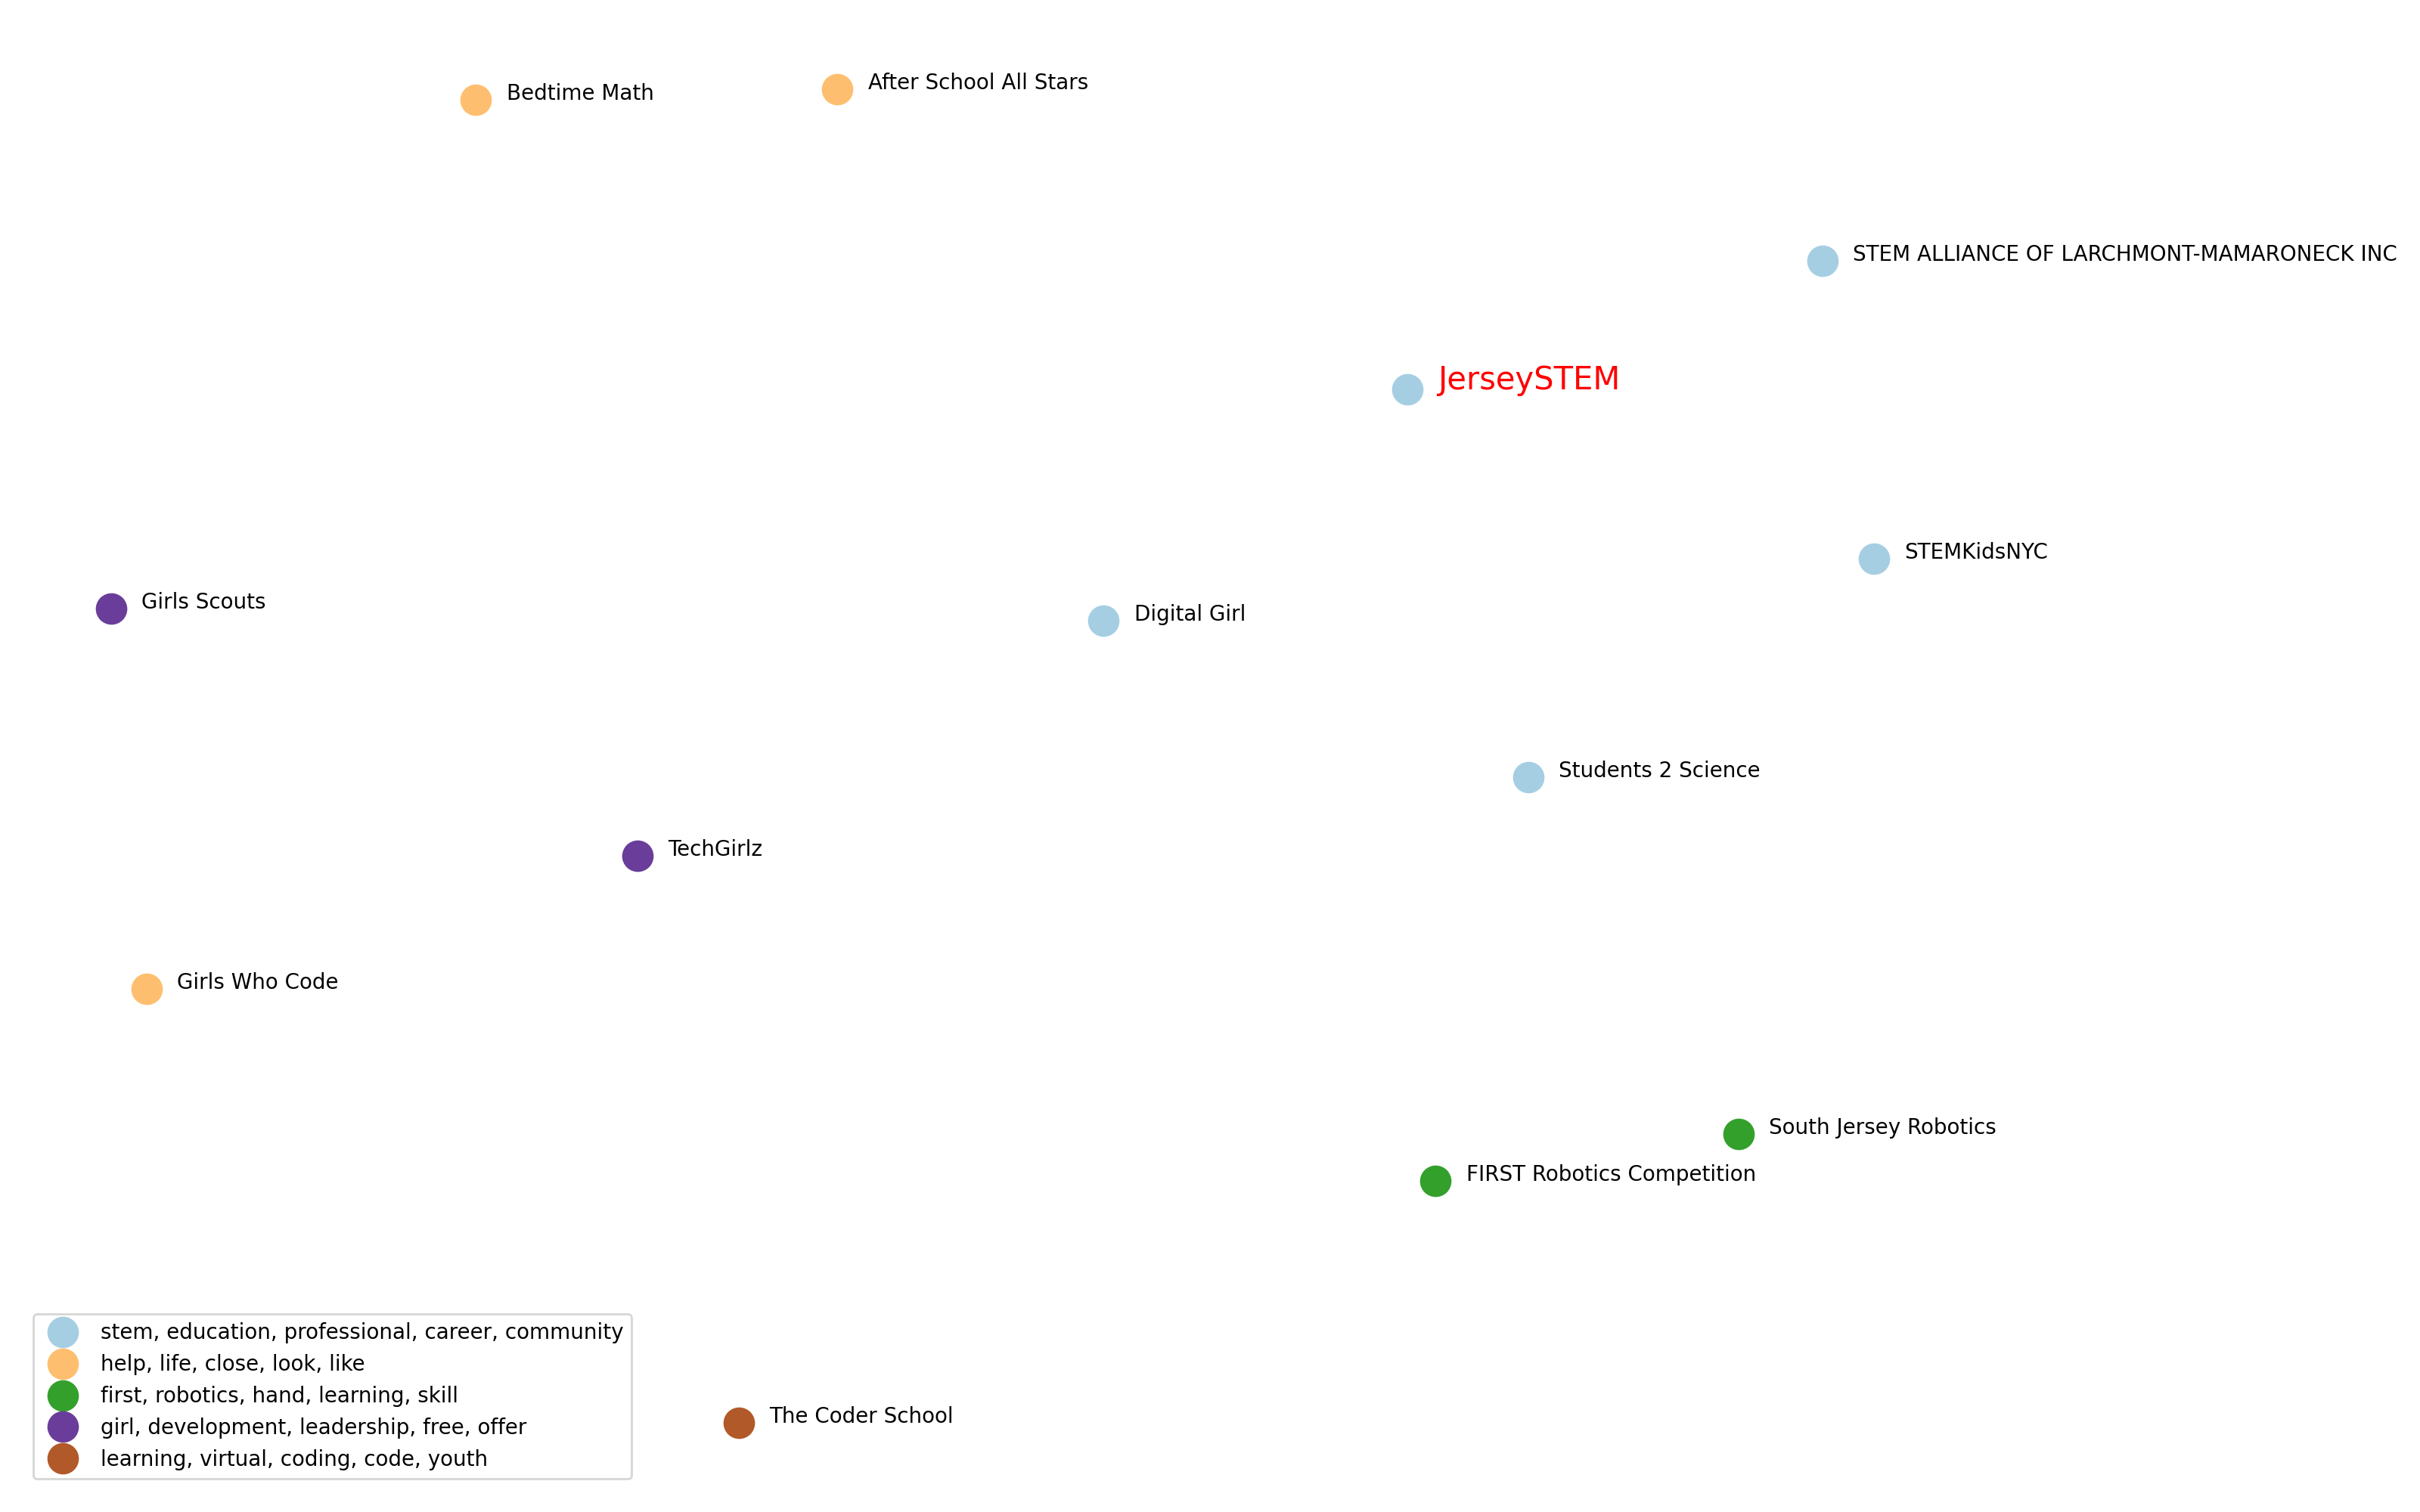 After School All Stars
Bedtime Math
STEM ALLIANCE OF LARCHMONT-MAMARONECK INC
JerseySTEM
STEMKidsNYC
Girls Scouts
Digital Girl
Students 2 Science
TechGirlz
Girls Who Code
South Jersey Robotics
FIRST Robotics Competition
stem, education, professional, career, community
help, life, close, look, like
first, robotics, hand, learning, skill
girl, development, leadership, free, offer
learning, virtual, coding, code, youth
The Coder School